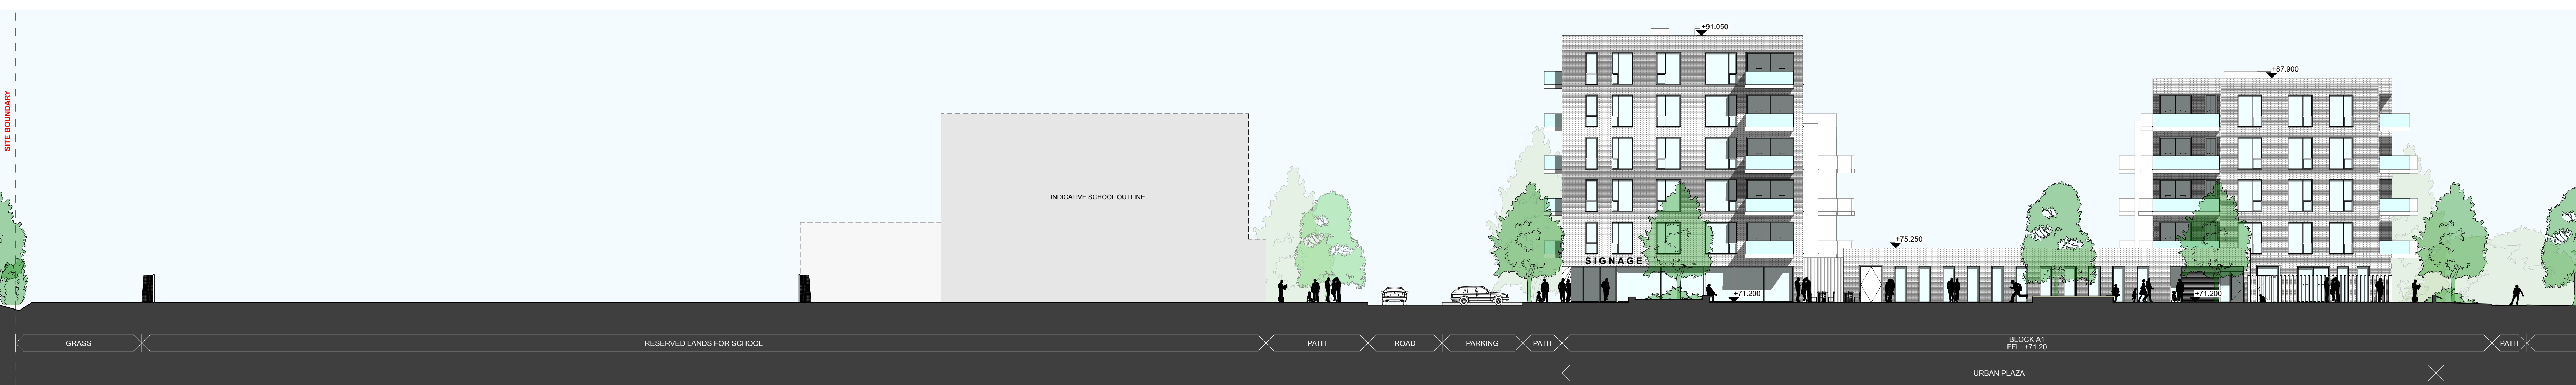 +91.050
+87.900
SITE BOUNDARY
INDICATIVE SCHOOL OUTLINE
+75.250
SIGNAGE
+71.200
+71.200
GRASS
RESERVED LANDS FOR SCHOOL
PATH
ROAD
PARKING
PATH
BLOCK A1
FFL: +71.20
PATH
URBAN PLAZA